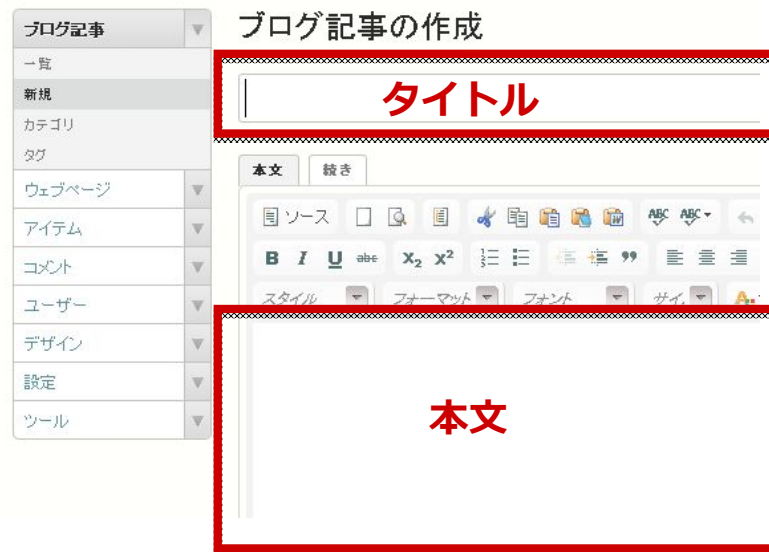 ブログ記事
一覧
新規
カテゴリ
タグ
ウェブページ
アイテム
コメント
ユーザー
デザイン
設定
ツール
ブログ記事の作成
タイトル
本文 続き
ソース ABC ABC
B I U abc X₂ X²
スタイル フォーマット フォント サイ. A
本文